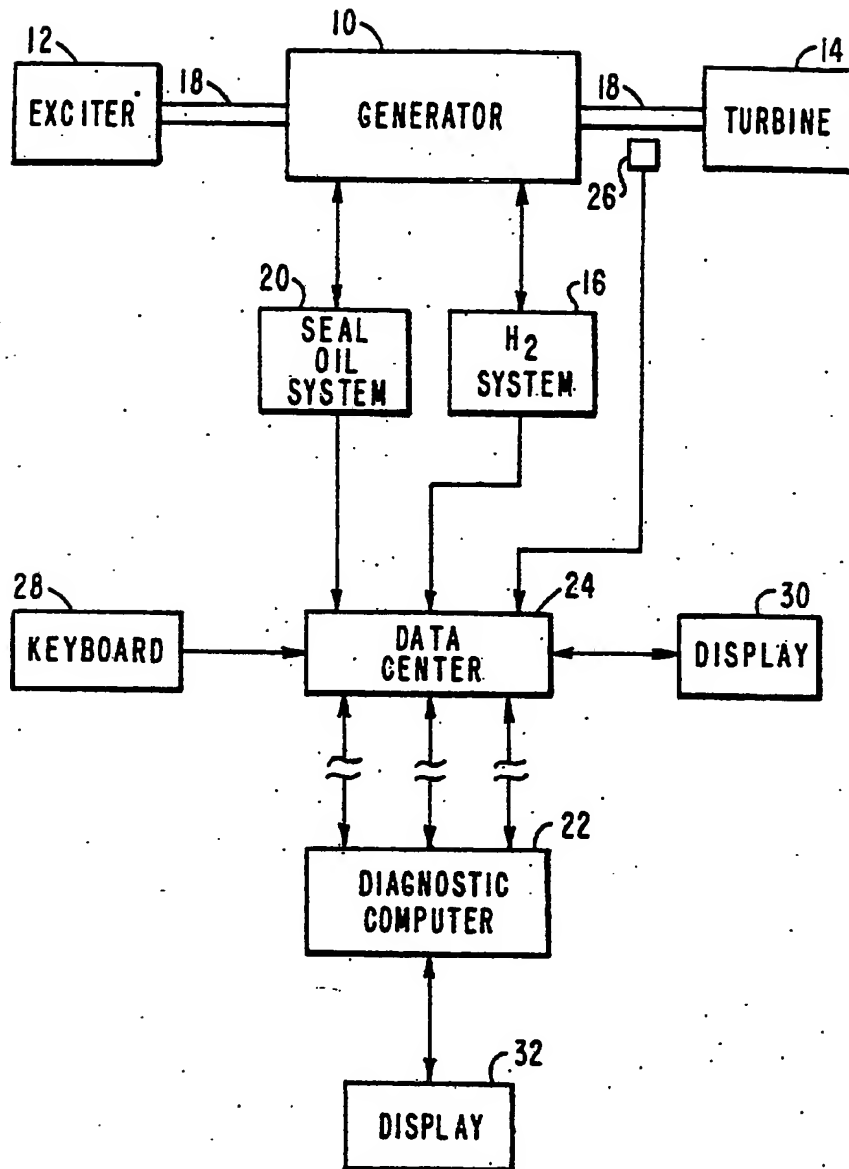 10
12
14
18
18
EXCITER
GENERATOR
TURBINE
26
20
16
SEAL
OIL
SYSTEM
H2
SYSTEM
28
24
30
KEYBOARD
DATA
CENTER
DISPLAY
22
DIAGNOSTIC
COMPUTER
32
DISPLAY